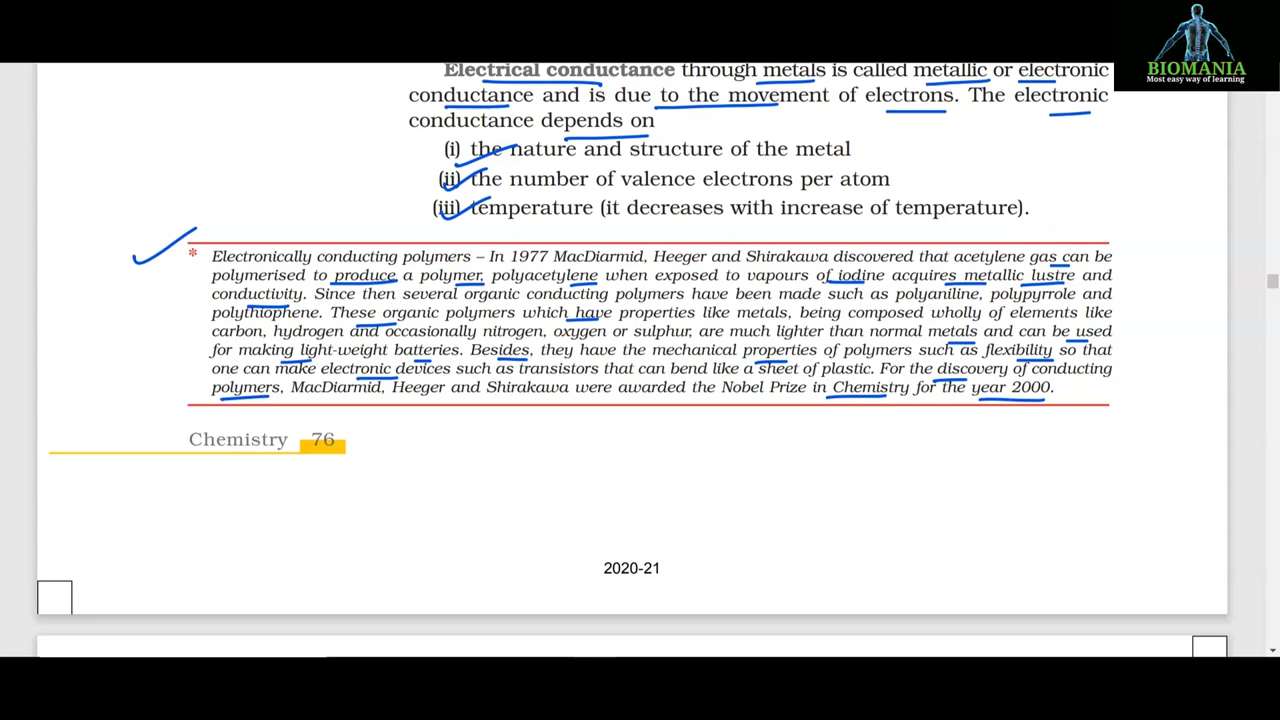 BIOMANIA
Most easy way of learning
Electrical conductance through metals is called metallic or electronic
conductance and is due to the movement of electrons. The electronic
conductance depends on
(i) the nature and structure of the metal
(ii) the number of valence electrons per atom
(iii) temperature (it decreases with increase of temperature).
* Electronically conducting polymers – In 1977 MacDiarmid, Heeger and Shirakawa discovered that acetylene gas can be
polymerised to produce a polymer, polyacetylene when exposed to vapours of iodine acquires metallic lustre and
conductivity. Since then several organic conducting polymers have been made such as polyaniline, polypyrrole and
polythiophene. These organic polymers which have properties like metals, being composed wholly of elements like
carbon, hydrogen and occasionally nitrogen, oxygen or sulphur, are much lighter than normal metals and can be used
for making light-weight batteries. Besides, they have the mechanical properties of polymers such as flexibility so that
one can make electronic devices such as transistors that can bend like a sheet of plastic. For the discovery of conducting
polymers, MacDiarmid, Heeger and Shirakawa were awarded the Nobel Prize in Chemistry for the year 2000.
Chemistry 76
2020-21